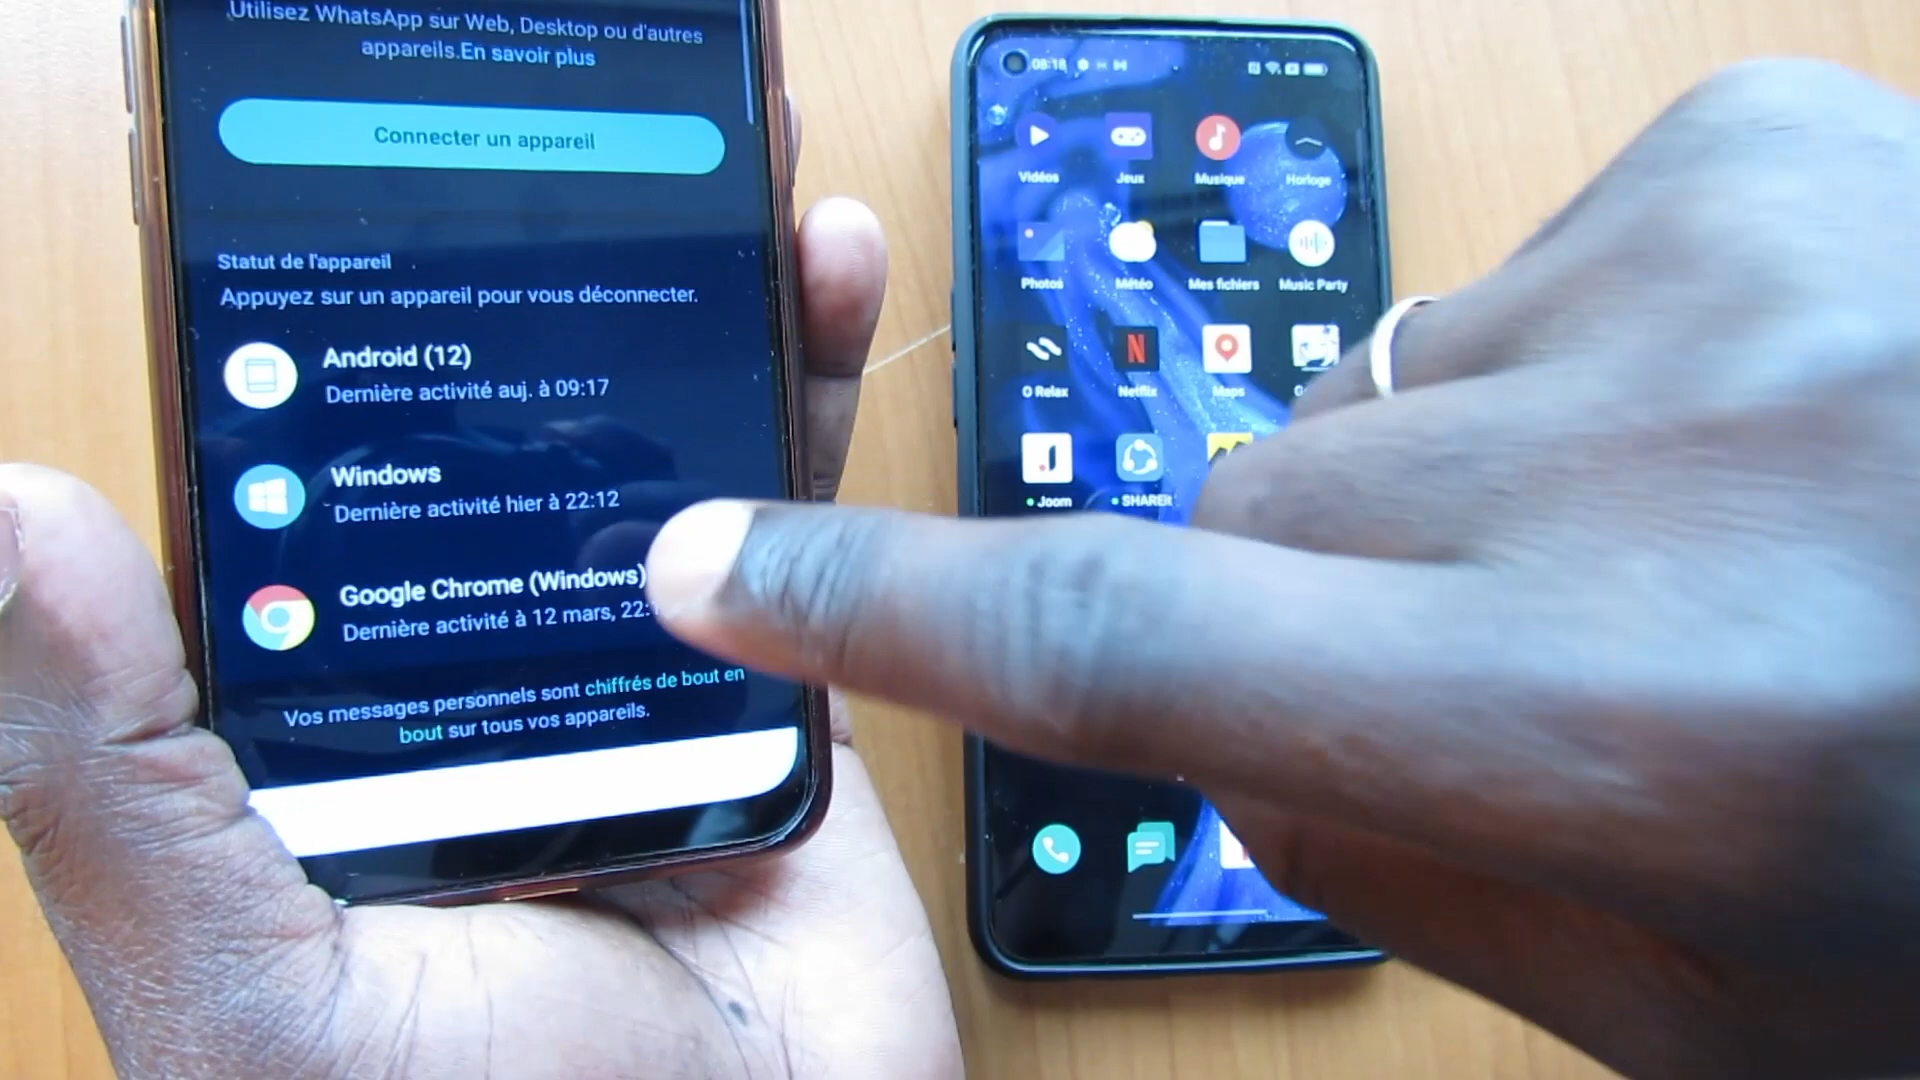 Utilisez WhatsApp sur Web, Desktop ou d'autres
appareils.En savoir plus
Connecter un appareil
Statut de l'appareil
Appuyez sur un appareil pour vous déconnecter.
Android (12)
Dernière activité auj. à 09:17
Windows
Dernière activité hier à 22:12
Google Chrome (Windows)
Dernière activité à 12 mars, 22:
Vos messages personnels sont chiffrés de bout en
bout sur tous vos appareils.
08:18
Vidéos Jeux Musique Horloge
Photos Météo Mes fichiers Music Party
O Relax Netflix Maps
Joom SHAREit